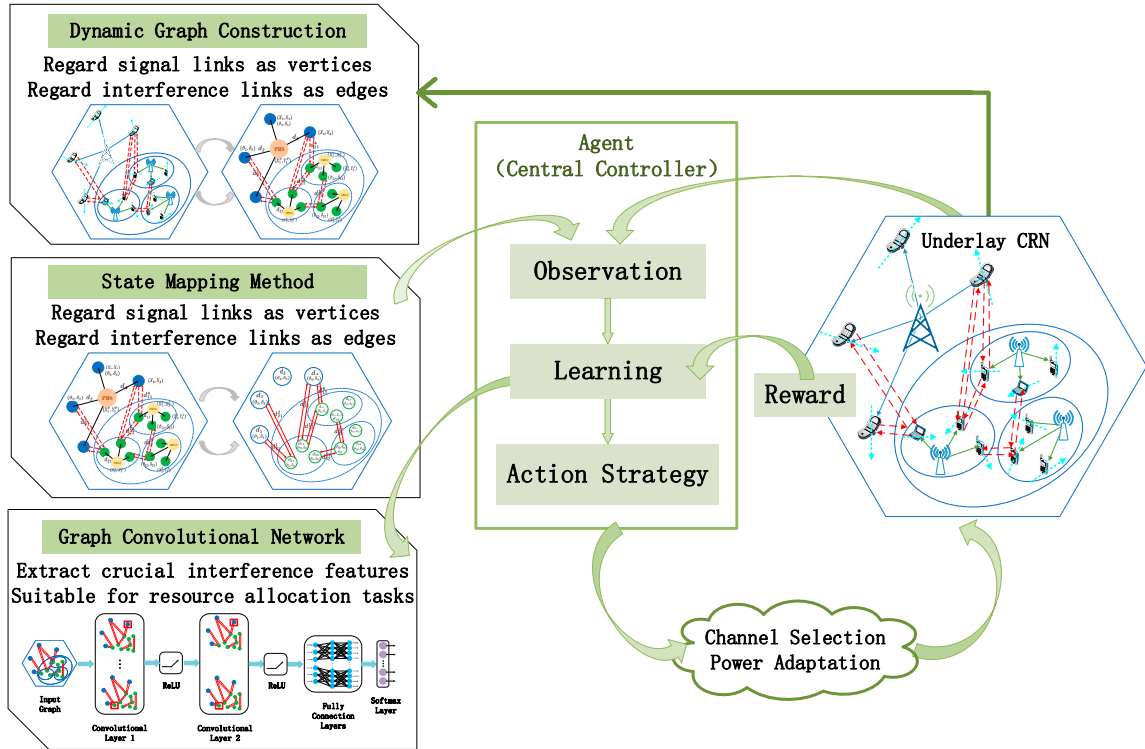 Dynamic Graph Construction
Regard signal links as vertices
Regard interference links as edges
PBS
State Mapping Method
Regard signal links as vertices
Regard interference links as edges
PBS
Graph Convolutional Network
Extract crucial interference features
Suitable for resource allocation tasks
Input
Graph
Convolutional
Layer 1
ReLU
Convolutional
Layer 2
ReLU
Fully
Connection
Layers
Softmax
Layer
Agent
(Central Controller)
Observation
Learning
Action Strategy
Reward
Underlay CRN
Channel Selection
Power Adaptation